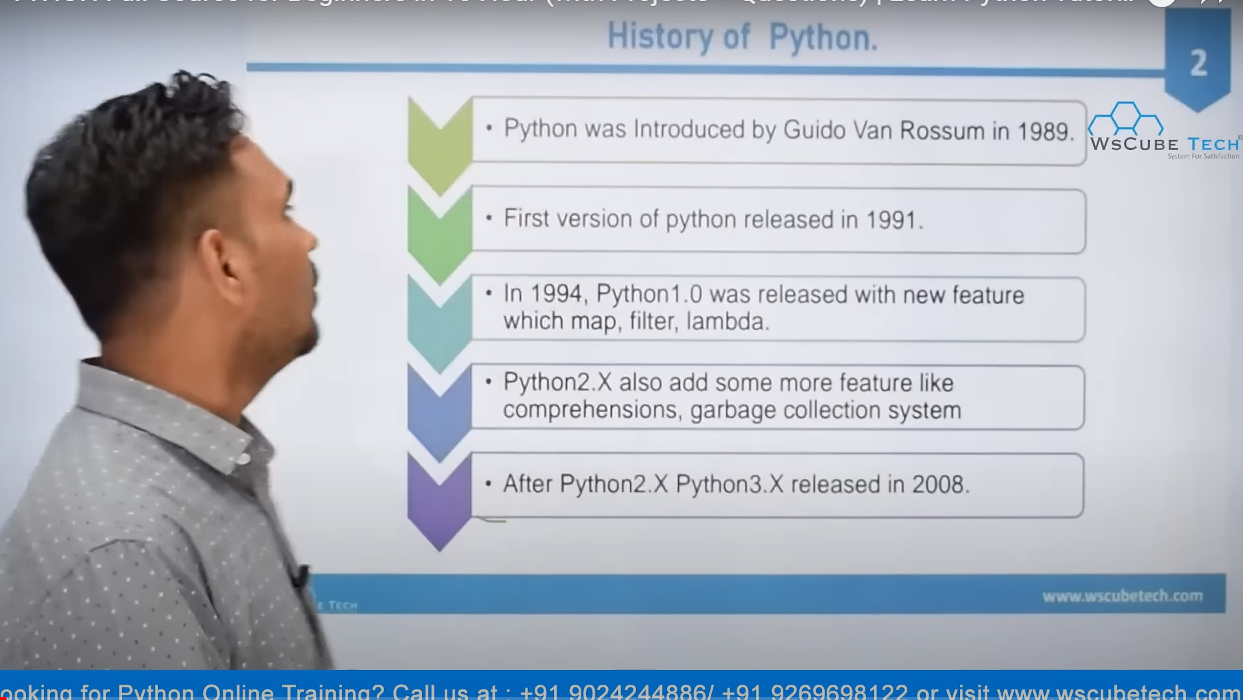 History of Python.
2
• Python was Introduced by Guido Van Rossum in 1989.
WsCube Tech
System For Satisfaction
• First version of python released in 1991.
• In 1994, Python1.0 was released with new feature
which map, filter, lambda.
• Python2.X also add some more feature like
comprehensions, garbage collection system
• After Python2.X Python3.X released in 2008.
E TECH
www.wscubetech.com
ooking for Python Online Training? Call us at : +91 9024244886/ +91 9269698122 or visit www.wscubetech.com